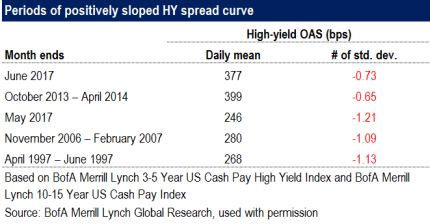 Periods of positively sloped HY spread curve
High-yield OAS (bps)
Month ends Daily mean # of std. dev.
June 2017 377 -0.73
October 2013 – April 2014 399 -0.65
May 2017 246 -1.21
November 2006 – February 2007 280 -1.09
April 1997 – June 1997 268 -1.13
Based on BofA Merrill Lynch 3-5 Year US Cash Pay High Yield Index and BofA
Merrill Lynch 10-15 Year US Cash Pay Index
Source: BofA Merrill Lynch Global Research, used with permission